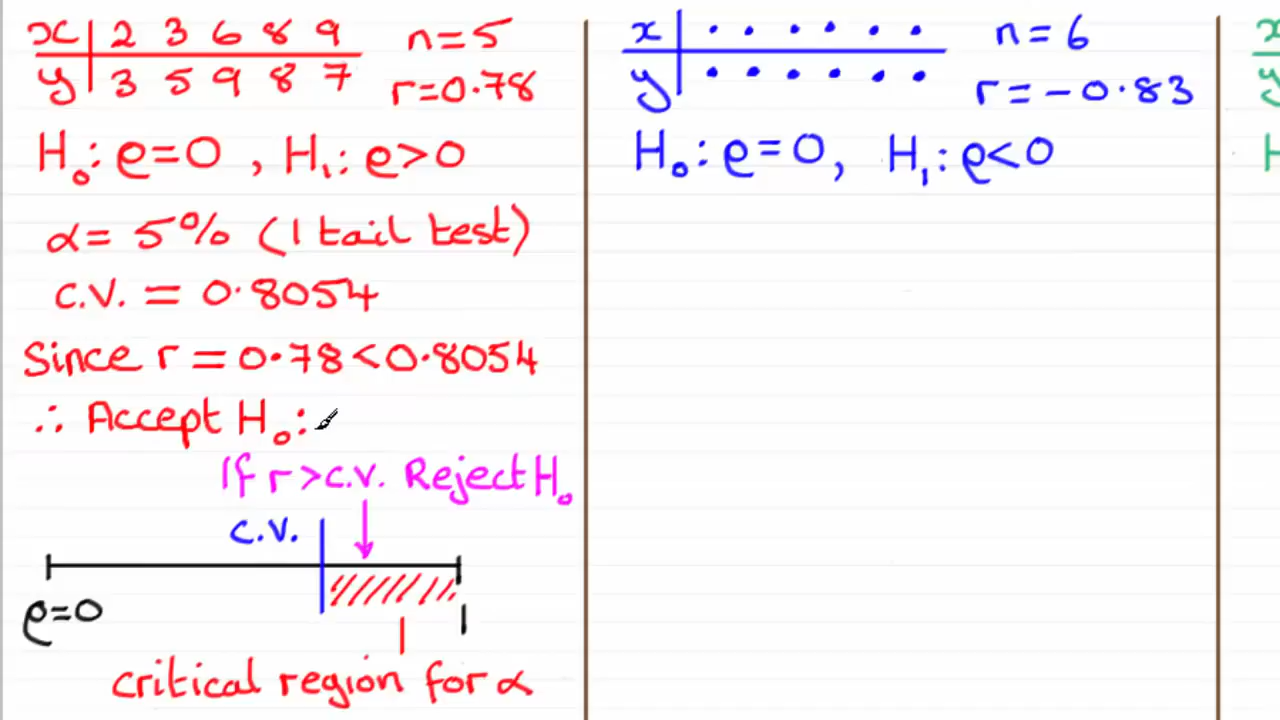 x 2 3 6 8 9 n=5
y 3 5 9 8 7 r=0.78
H₀: ρ=0, H₁: ρ>0
α= 5% (1 tail test)
c.v. = 0.8054
Since r = 0.78<0.8054
∴ Accept H₀:
If r>c.v. Reject H₀
c.v.
ρ=0 1
critical region for α
x n = 6
y r = -0.83
H₀: ρ=0, H₁: ρ<0
x
y
H